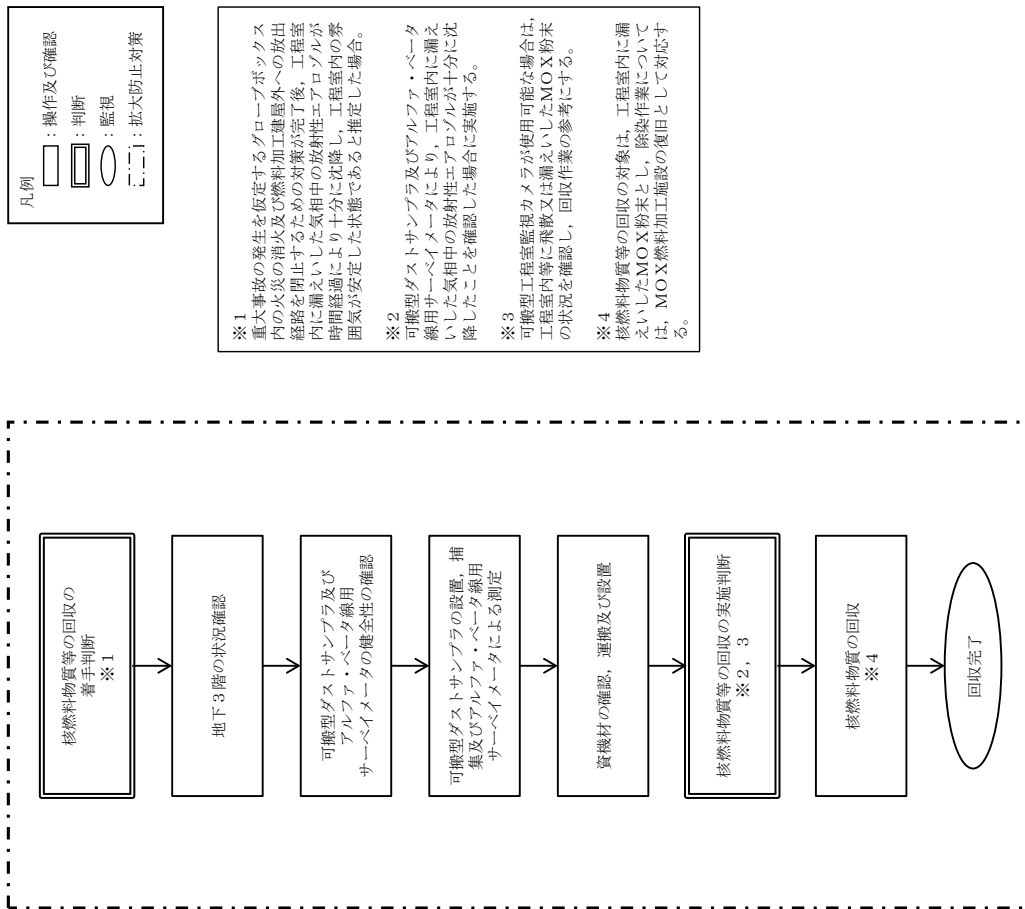 核燃料物質等の回収の
着手判断
※1
地下3階の状況確認
可搬型ダストサンプラ及び
アルファ・ベータ線用
サーベイメータの健全性の確認
可搬型ダストサンプラの設置，捕
集及びアルファ・ベータ線用
サーベイメータによる測定
資機材の確認，運搬及び設置
核燃料物質等の回収の実施判断
※2，3
核燃料物質の回収
※4
回収完了
凡例
：操作及び確認
：判断
：監視
：拡大防止対策
※1
重大事故の発生を仮定するグローブボックス
内の火災の消火及び燃料加工建屋外への放出
経路を閉止するための対策が完了後，工程室
内に漏えいした気相中の放射性エアロゾルが
時間経過により十分に沈降し，工程室内の雰
囲気が安定した状態であると推定した場合。
※2
可搬型ダストサンプラ及びアルファ・ベータ
線用サーベイメータにより，工程室内に漏え
いした気相中の放射性エアロゾルが十分に沈
降したことを確認した場合に実施する。
※3
可搬型工程室監視カメラが使用可能な場合は，
工程室内等に飛散又は漏えいしたＭＯＸ粉末
の状況を確認し，回収作業の参考にする。
※4
核燃料物質等の回収の対象は，工程室内に漏
えいしたＭＯＸ粉末とし，除染作業について
は，ＭＯＸ燃料加工施設の復旧として対応す
る。